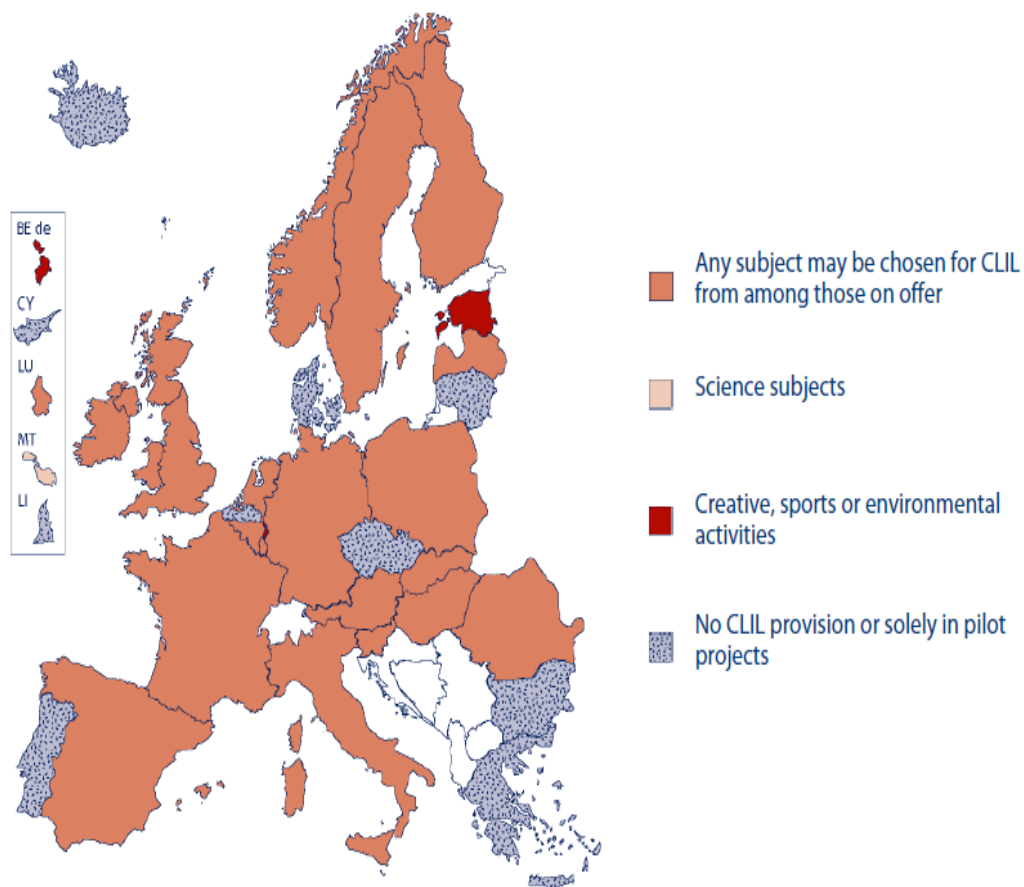 BE de
CY
LU
MT
LI
Any subject may be chosen for CLIL
from among those on offer
Science subjects
Creative, sports or environmental
activities
No CLIL provision or solely in pilot
projects